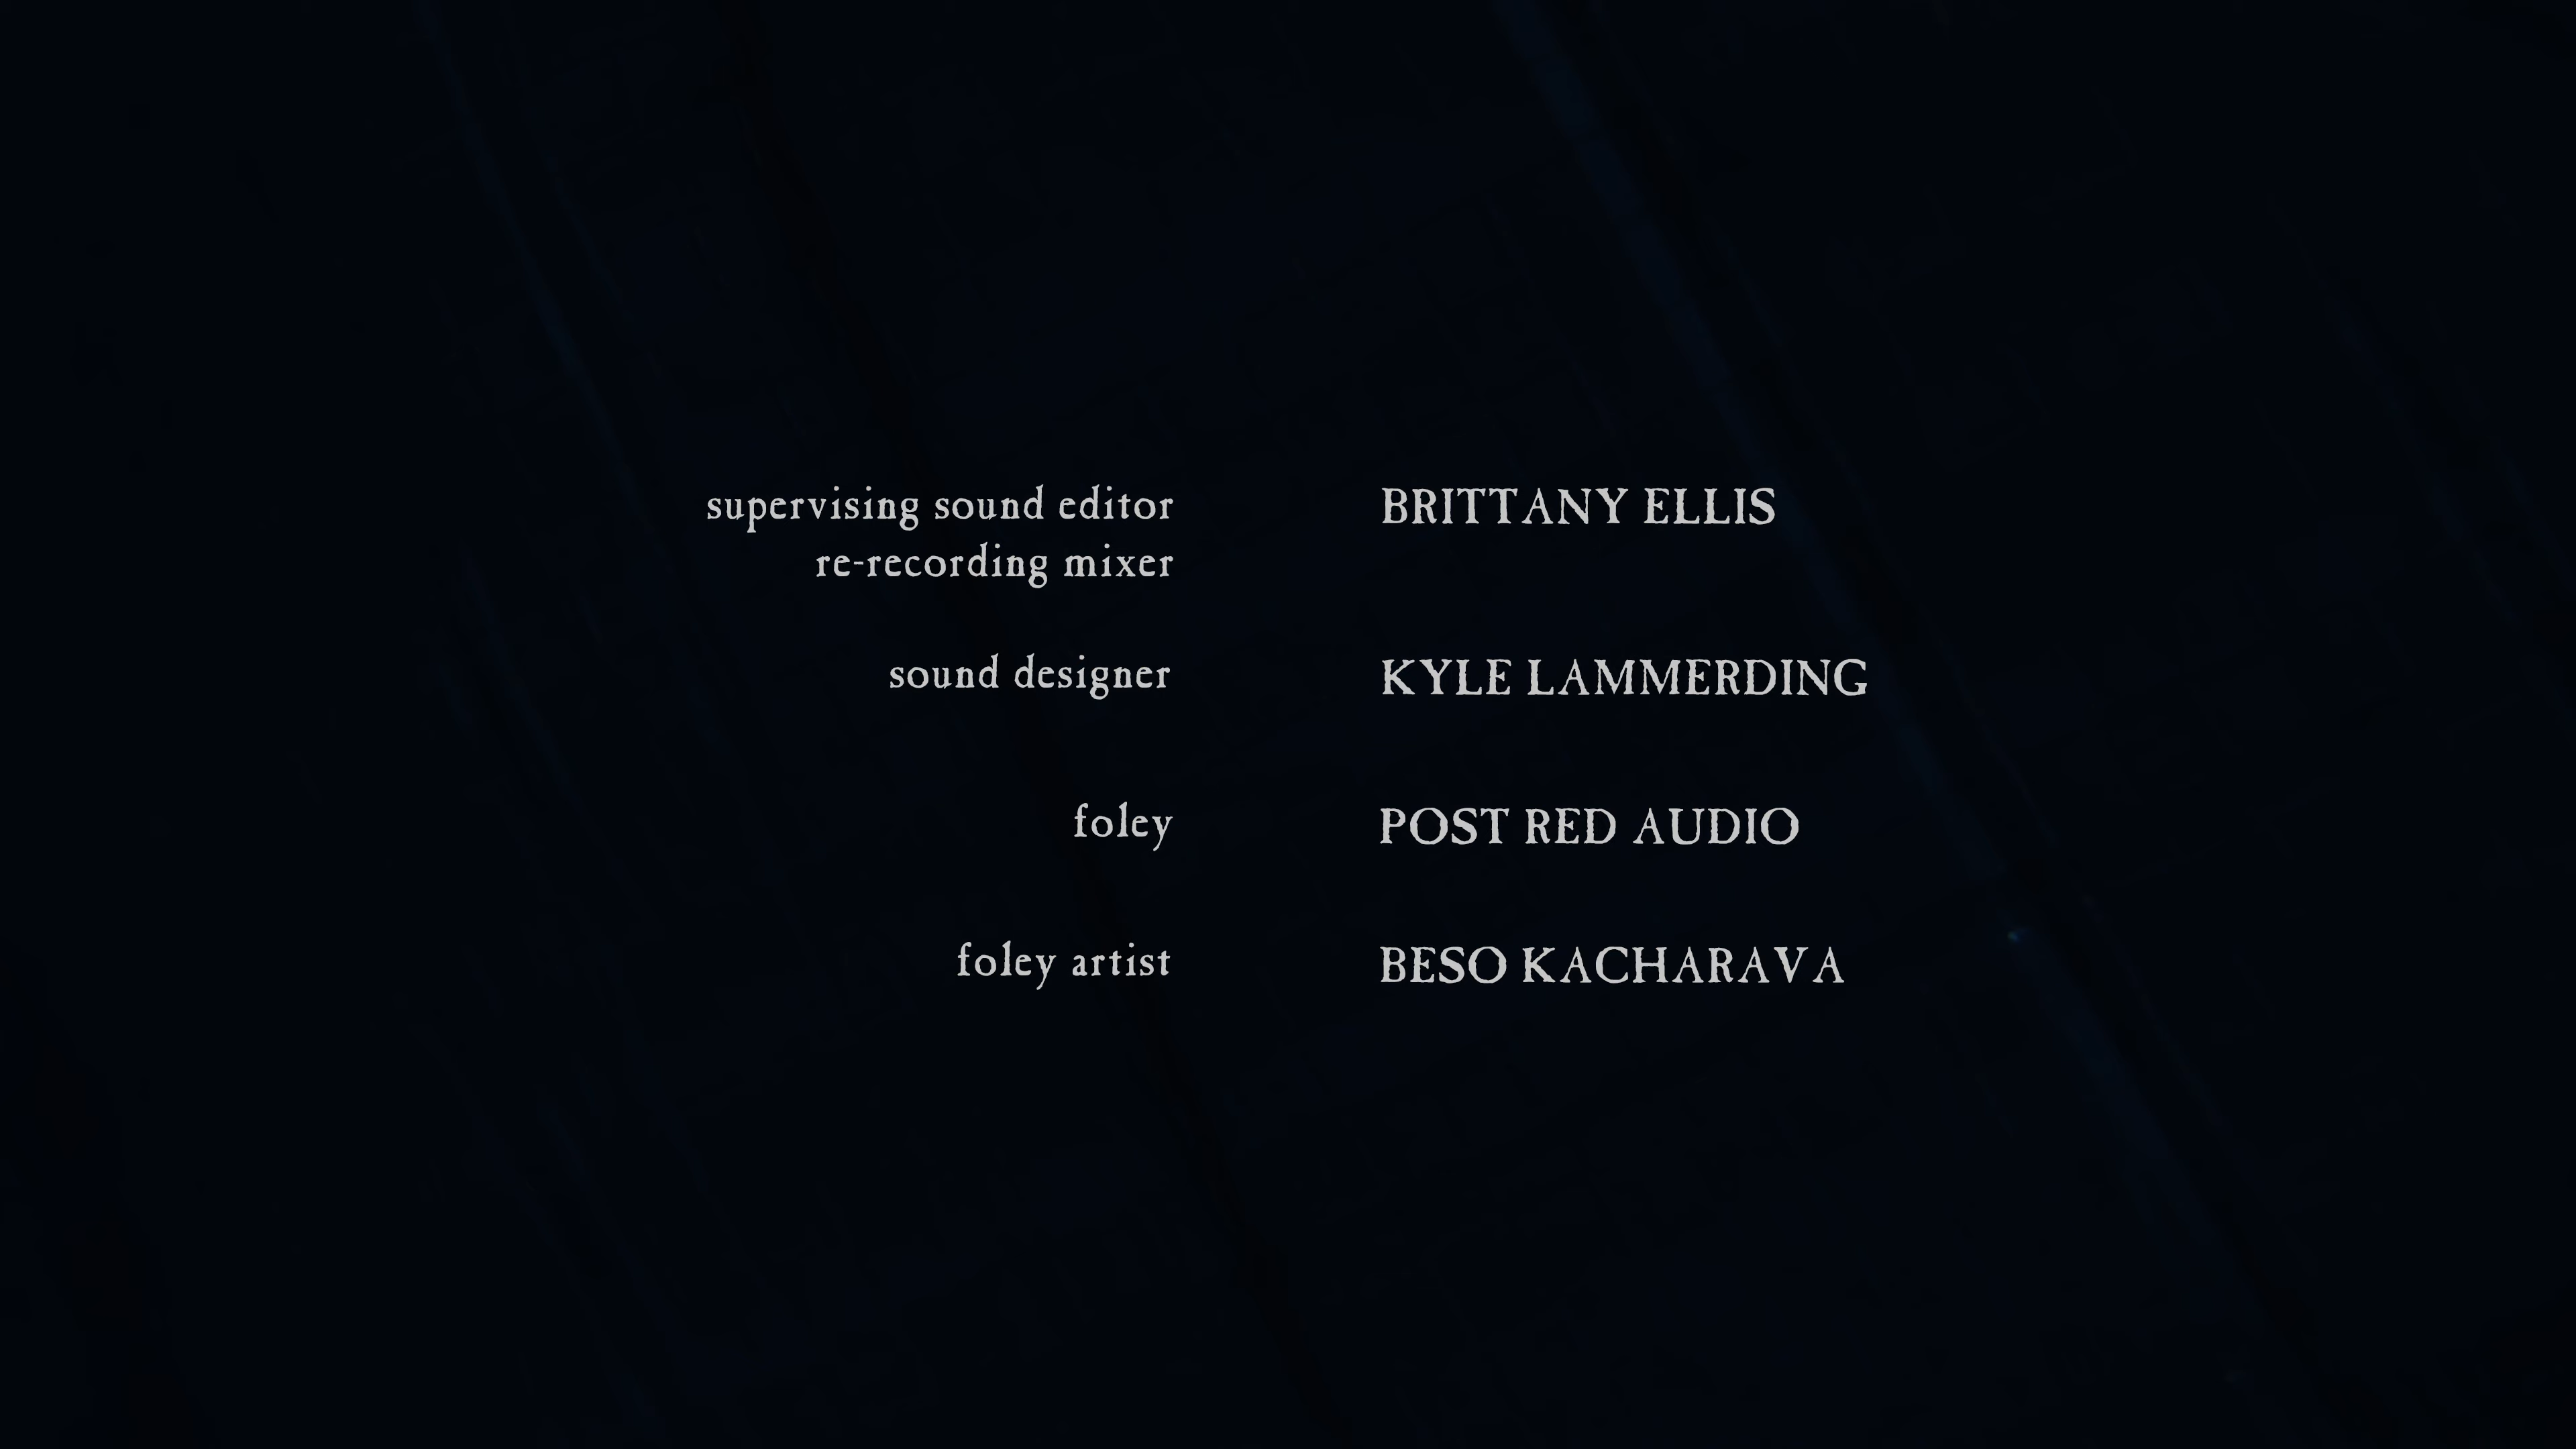 supervising sound editor BRITTANY ELLIS
re-recording mixer
sound designer KYLE LAMMERDING
foley POST RED AUDIO
foley artist BESO KACHARAVA